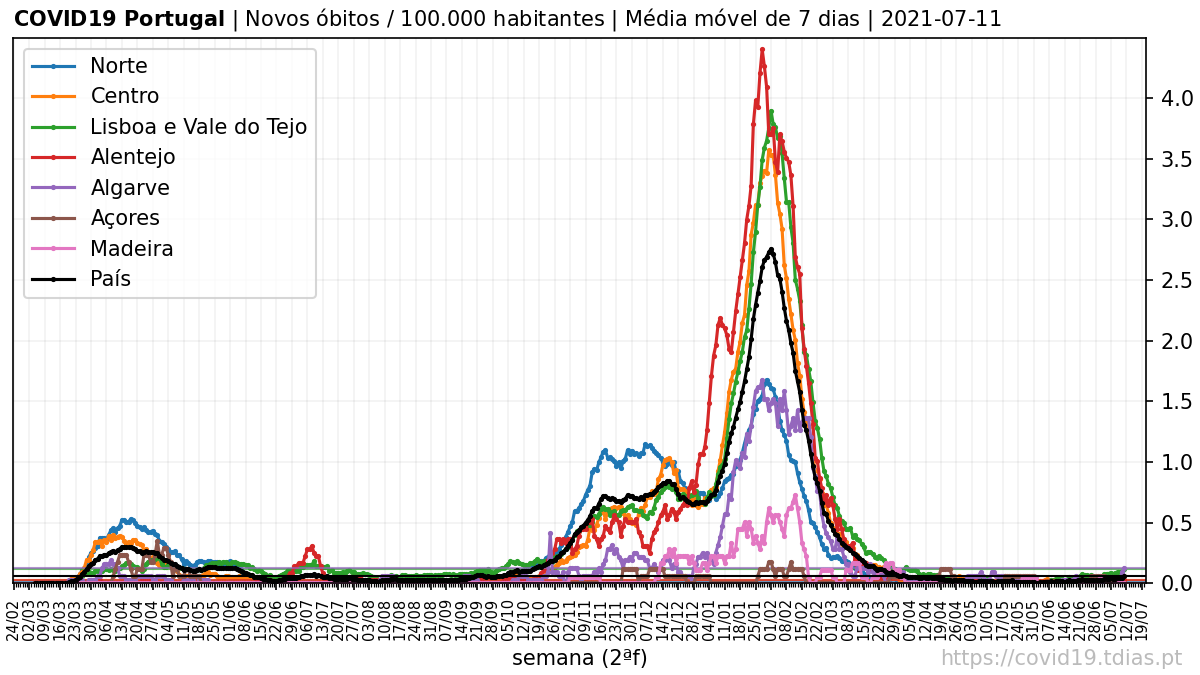 COVID19 Portugal | Novos óbitos / 100.000 habitantes | Média móvel de 7 dias | 2021-07-11
Norte
Centro
Lisboa e Vale do Tejo
Alentejo
Algarve
Açores
Madeira
País
4.0
3.5
3.0
2.5
2.0
1.5
1.0
0.5
0.0
24/02 02/03 09/03 16/03 23/03 30/03 06/04 13/04 20/04 27/04 04/05 11/05 18/05 25/05 01/06 08/06 15/06 22/06 29/06 06/07 13/07 20/07 27/07 03/08 10/08 17/08 24/08 31/08 07/09 14/09 21/09 28/09 05/10 12/10 19/10 26/10 02/11 09/11 16/11 23/11 30/11 07/12 14/12 21/12 28/12 04/01 11/01 18/01 25/01 01/02 08/02 15/02 22/02 01/03 08/03 15/03 22/03 29/03 05/04 12/04 19/04 26/04 03/05 10/05 17/05 24/05 31/05 07/06 14/06 21/06 28/06 05/07 12/07 19/07
semana (2ªf)
https://covid19.tdias.pt